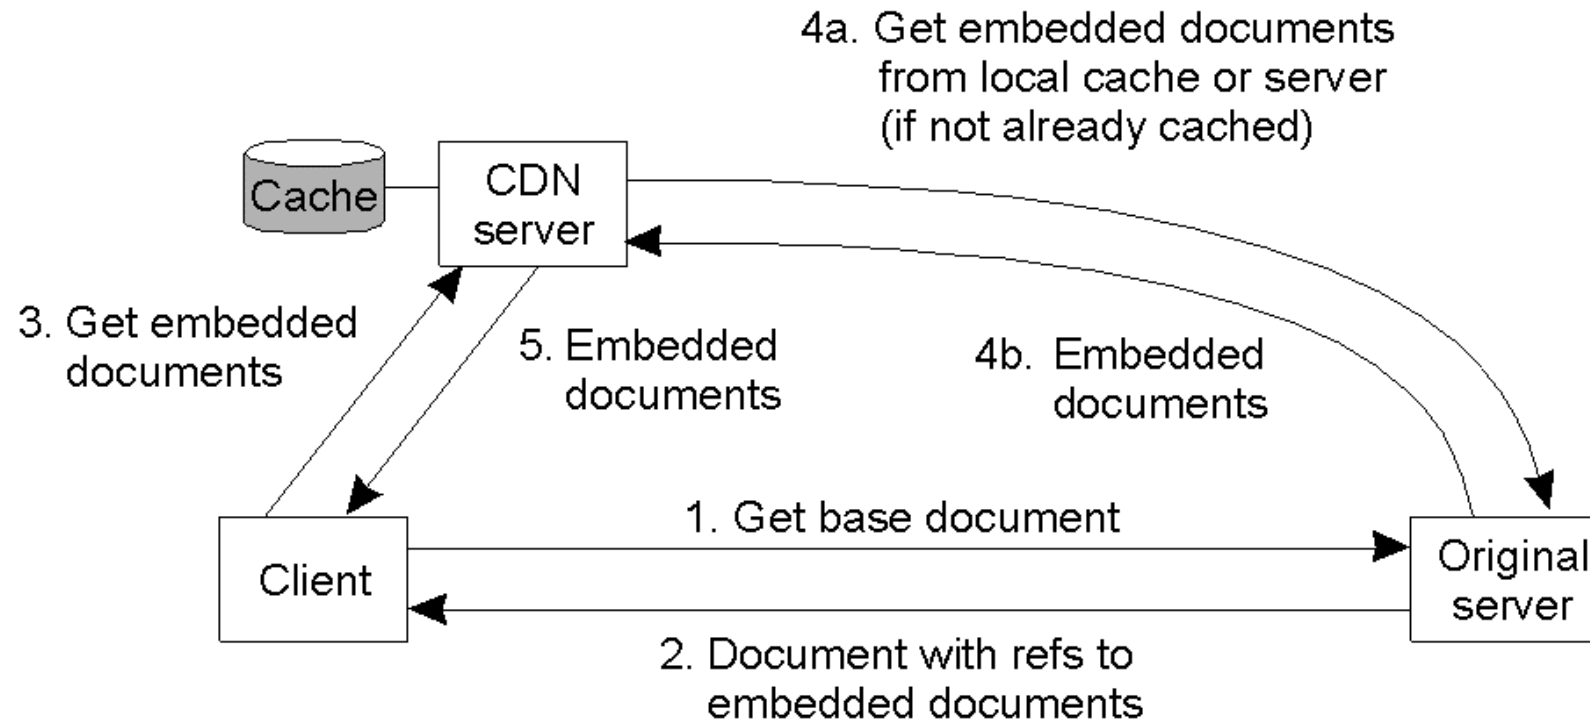 4a. Get embedded documents
from local cache or server
(if not already cached)
Cache
CDN
server
3. Get embedded
documents
5. Embedded
documents
4b. Embedded
documents
1. Get base document
Client
Original
server
2. Document with refs to
embedded documents